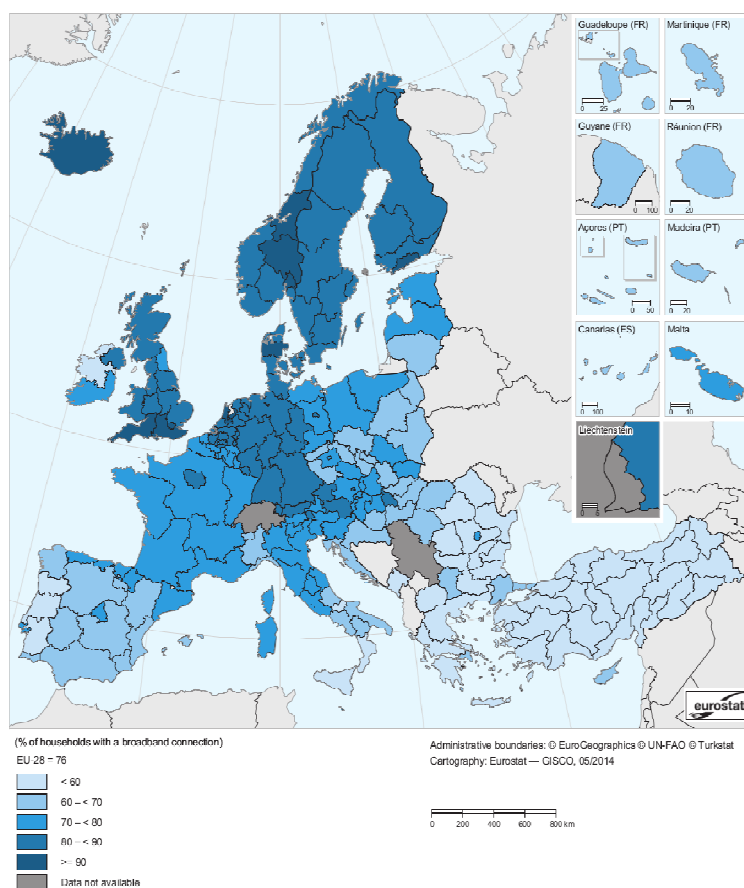 Guadeloupe (FR)
0 25
Martinique (FR)
0 20
Guyane (FR)
0 100
Réunion (FR)
0 20
Açores (PT)
0 50
Madeira (PT)
0 20
Canarias (ES)
0 100
Malta
0 10
Liechtenstein
eurostat
(% of households with a broadband connection)
EU-28 = 76
< 60
60 – < 70
70 – < 80
80 – < 90
>= 90
Data not available
Administrative boundaries: © EuroGeographics © UN-FAO © Turkstat
Cartography: Eurostat — GISCO, 05/2014
0 200 400 600 800 km